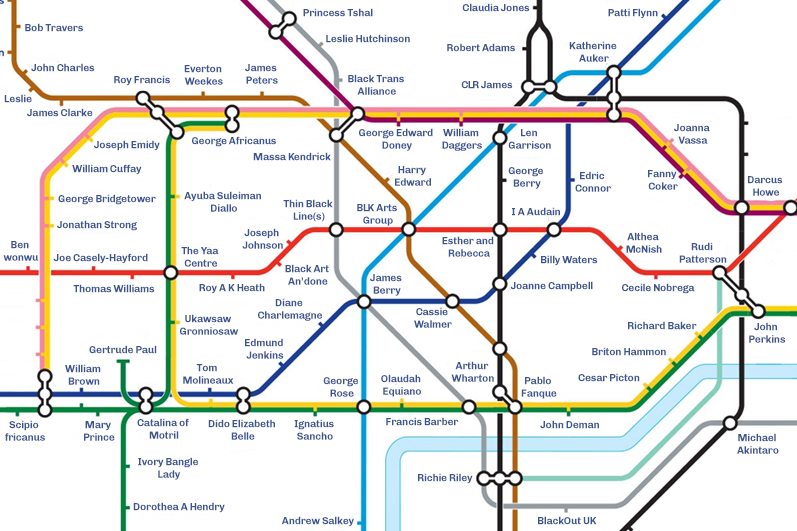 Princess Tshal
Claudia Jones
Patti Flynn
Bob Travers
Leslie Hutchinson
Robert Adams
Katherine
Auker
John Charles
Roy Francis
Everton
Weekes
James
Peters
Black Trans
Alliance
CLR James
Leslie
James Clarke
Joseph Emidy
George Africanus
George Edward
Doney
William
Daggers
Len
Garrison
Joanna
Vassa
Massa Kendrick
William Cuffay
Harry
Edward
George
Berry
Edric
Connor
Fanny
Coker
Darcus
Howe
George Bridgetower
Ayuba Suleiman
Diallo
Thin Black
Line(s)
BLK Arts
Group
I A Audain
Jonathan Strong
Joseph
Johnson
Esther and
Rebecca
Althea
McNish
Rudi
Patterson
Ben
wonwu
Joe Casely-Hayford
The Yaa
Centre
Billy Waters
Thomas Williams
Roy A K Heath
Black Art
An'done
James
Berry
Joanne Campbell
Cecile Nobrega
Diane
Charlemagne
Cassie
Walmer
Ukawsaw
Gronniosaw
Richard Baker
John
Perkins
Gertrude Paul
Edmund
Jenkins
Briton Hammon
William
Brown
Tom
Molineaux
George
Rose
Olaudah
Equiano
Arthur
Wharton
Pablo
Fanque
Cesar Picton
Scipio
fricanus
Mary
Prince
Catalina of
Motril
Dido Elizabeth
Belle
Ignatius
Sancho
Francis Barber
John Deman
Michael
Akintaro
Ivory Bangle
Lady
Richie Riley
Dorothea A Hendry
Andrew Salkey
BlackOut UK